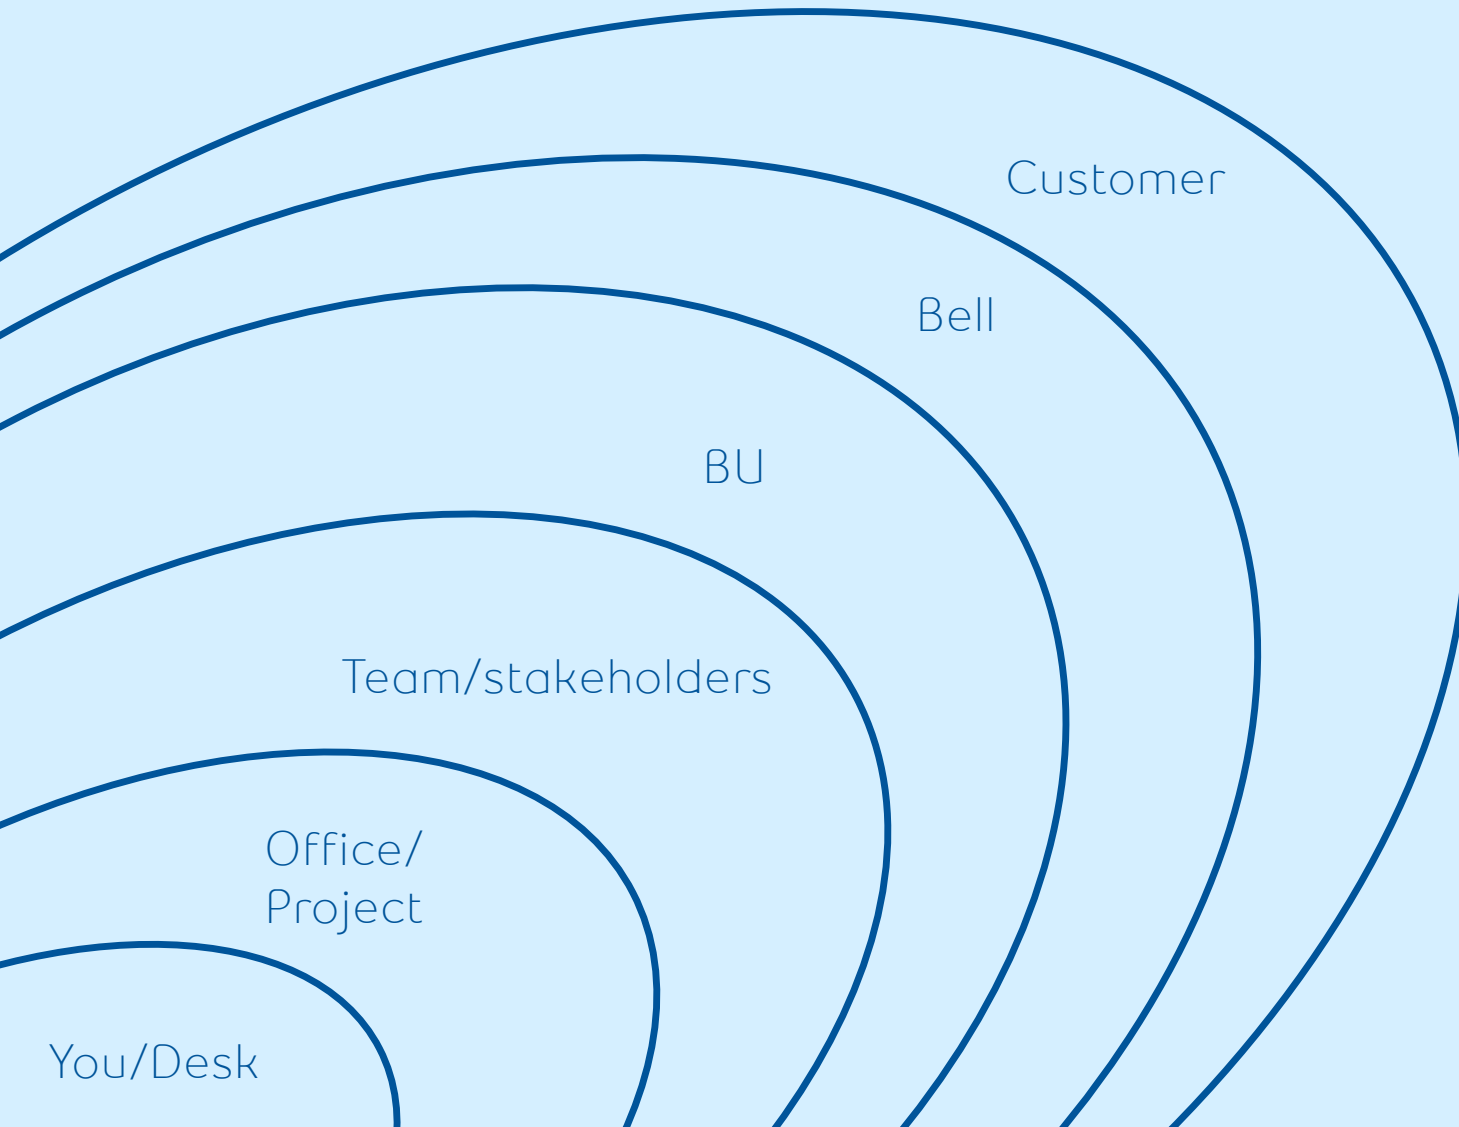 Customer
Bell
BU
Team/stakeholders
Office/
Project
You/Desk